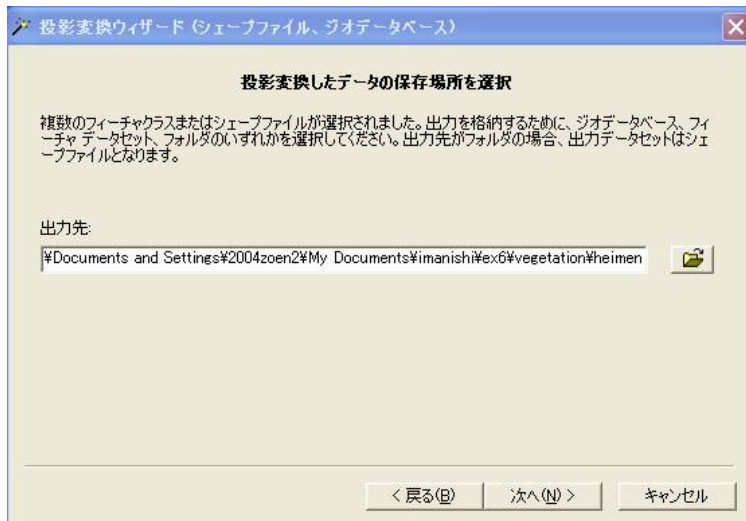 投影変換ウィザード (シェープファイル、ジオデータベース)
投影変換したデータの保存場所を選択
複数のフィーチャクラスまたはシェープファイルが選択されました。出力を格納するために、ジオデータベース、フィ
ーチャ データセット、フォルダのいずれかを選択してください。出力先がフォルダの場合、出力データセットはシェ
ープファイルとなります。
出力先:
¥Documents and Settings¥2004zoen2¥My Documents¥imanishi¥ex6¥vegetation¥heimen
< 戻る(B)
次へ(N) >
キャンセル